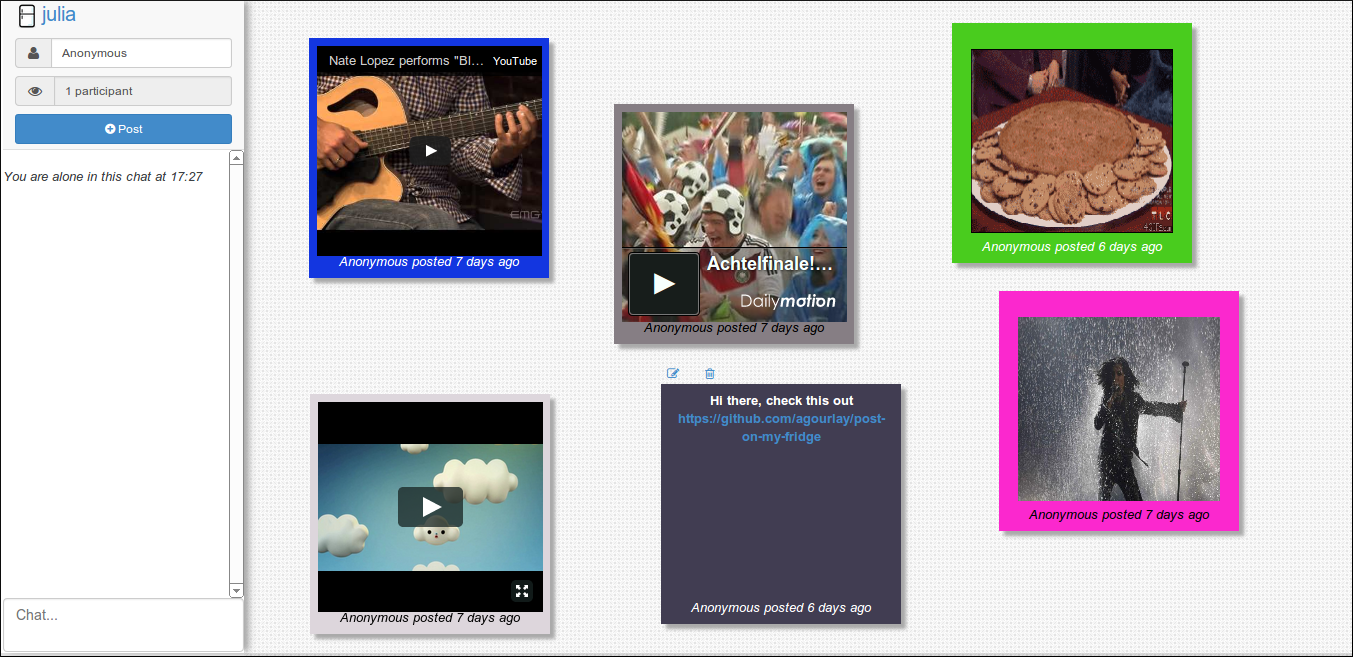 julia
Anonymous
1 participant
Post
You are alone in this chat at 17:27
Chat...
Nate Lopez performs "Bl... YouTube
EMG
Anonymous posted 7 days ago
Achtelfinale!...
Dailymotion
Anonymous posted 7 days ago
TLC
Anonymous posted 6 days ago
Anonymous posted 7 days ago
Anonymous posted 7 days ago
Hi there, check this out
https://github.com/agourlay/post-
on-my-fridge
Anonymous posted 6 days ago